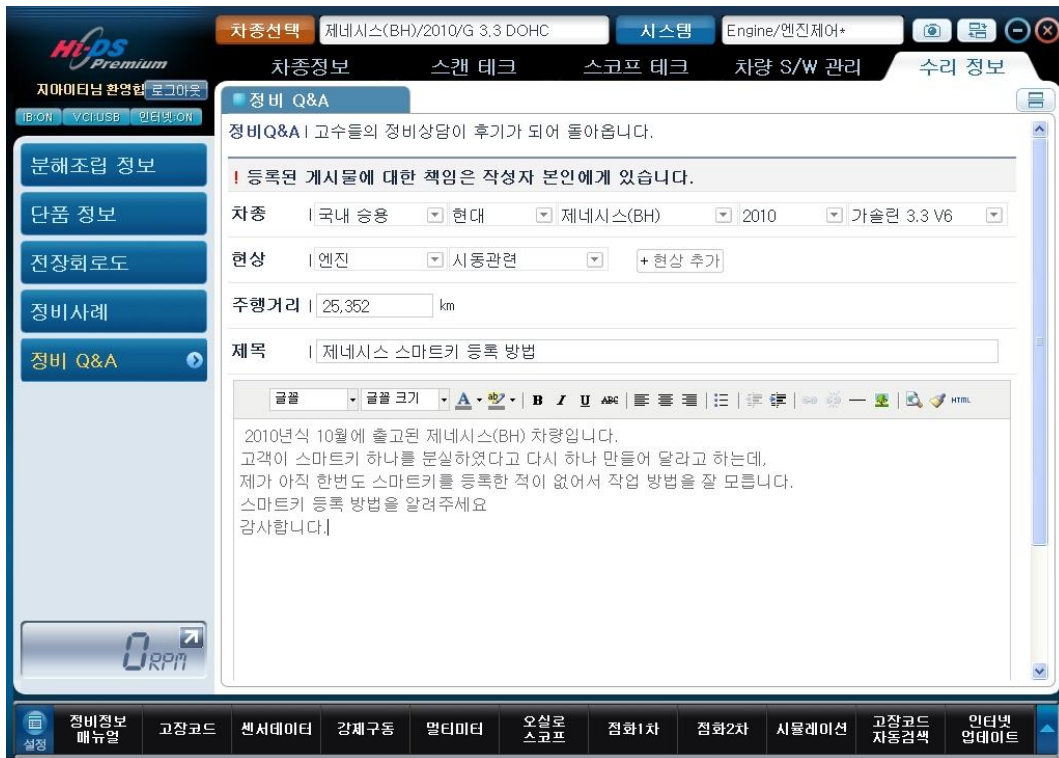 차종선택 제네시스(BH)/2010/G 3.3 DOHC 시스템 Engine/엔진제어*
Hi-DS Premium
차종정보 스캔 테크 스코프 테크 차량 S/W 관리 수리 정보
지아이티님 환영합 로그아웃
IB:ON VCI:USB 인터넷:ON
정비 Q&A
정비Q&A | 고수들의 정비상담이 후기가 되어 돌아옵니다.
분해조립 정보
! 등록된 게시물에 대한 책임은 작성자 본인에게 있습니다.
단품 정보
차종 | 국내 승용 현대 제네시스(BH) 2010 가솔린 3.3 V6
전장회로도
현상 | 엔진 시동관련 + 현상 추가
정비사례
주행거리 | 25,352 km
정비 Q&A
제목 | 제네시스 스마트키 등록 방법
글꼴 글꼴 크기 A ab B I U ABC HTML
2010년식 10월에 출고된 제네시스(BH) 차량입니다.
고객이 스마트키 하나를 분실하였다고 다시 하나 만들어 달라고 하는데,
제가 아직 한번도 스마트키를 등록한 적이 없어서 작업 방법을 잘 모릅니다.
스마트키 등록 방법을 알려주세요
감사합니다.
0 RPM
설정 정비정보 매뉴얼 고장코드 센서데이터 강제구동 멀티미터 오실로 스코프 점화1차 점화2차 시뮬레이션 고장코드 자동검색 인터넷 업데이트